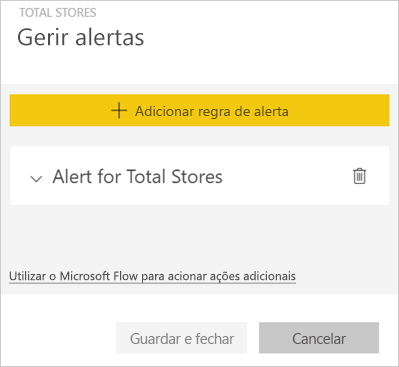 TOTAL STORES
Gerir alertas
Adicionar regra de alerta
Alert for Total Stores
Utilizar o Microsoft Flow para acionar ações adicionais
Guardar e fechar
Cancelar